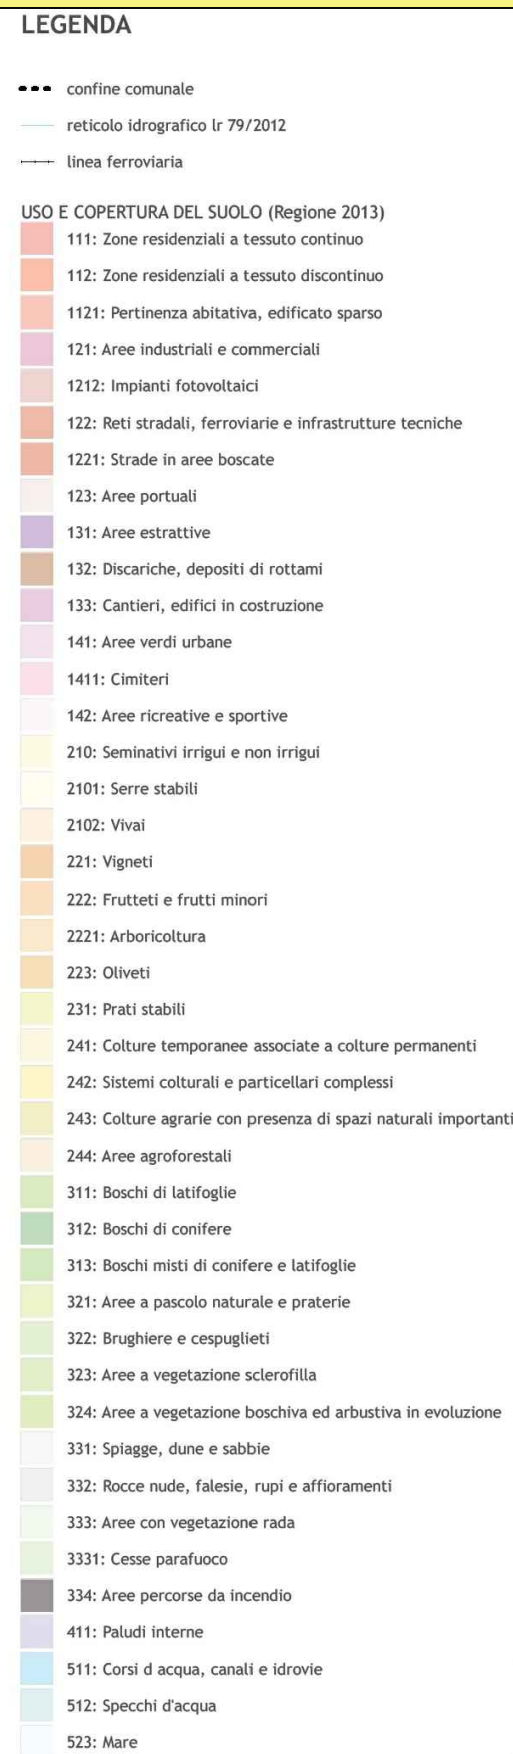 LEGENDA
confine comunale
reticolo idrografico lr 79/2012
linea ferroviaria
USO E COPERTURA DEL SUOLO (Regione 2013)
111: Zone residenziali a tessuto continuo
112: Zone residenziali a tessuto discontinuo
1121: Pertinenza abitativa, edificato sparso
121: Aree industriali e commerciali
1212: Impianti fotovoltaici
122: Reti stradali, ferroviarie e infrastrutture tecniche
1221: Strade in aree boscate
123: Aree portuali
131: Aree estrattive
132: Discariche, depositi di rottami
133: Cantieri, edifici in costruzione
141: Aree verdi urbane
1411: Cimiteri
142: Aree ricreative e sportive
210: Seminativi irrigui e non irrigui
2101: Serre stabili
2102: Vivai
221: Vigneti
222: Frutteti e frutti minori
2221: Arboricoltura
223: Oliveti
231: Prati stabili
241: Colture temporanee associate a colture permanenti
242: Sistemi colturali e particellari complessi
243: Colture agrarie con presenza di spazi naturali importanti
244: Aree agroforestali
311: Boschi di latifoglie
312: Boschi di conifere
313: Boschi misti di conifere e latifoglie
321: Aree a pascolo naturale e praterie
322: Brughiere e cespuglieti
323: Aree a vegetazione sclerofilla
324: Aree a vegetazione boschiva ed arbustiva in evoluzione
331: Spiagge, dune e sabbie
332: Rocce nude, falesie, rupi e affioramenti
333: Aree con vegetazione rada
3331: Cesse parafuoco
334: Aree percorse da incendio
411: Paludi interne
511: Corsi d acqua, canali e idrovie
512: Specchi d'acqua
523: Mare